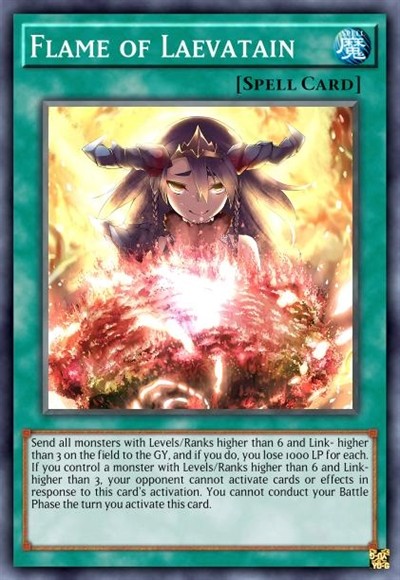 Flame of Laevatain
魔
[Spell Card]
Send all monsters with Levels/Ranks higher than 6 and Link- higher
than 3 on the field to the GY, and if you do, you lose 1000 LP for each.
If you control a monster with Levels/Ranks higher than 6 and Link-
higher than 3, your opponent cannot activate cards or effects in
response to this card's activation. You cannot conduct your Battle
Phase the turn you activate this card.